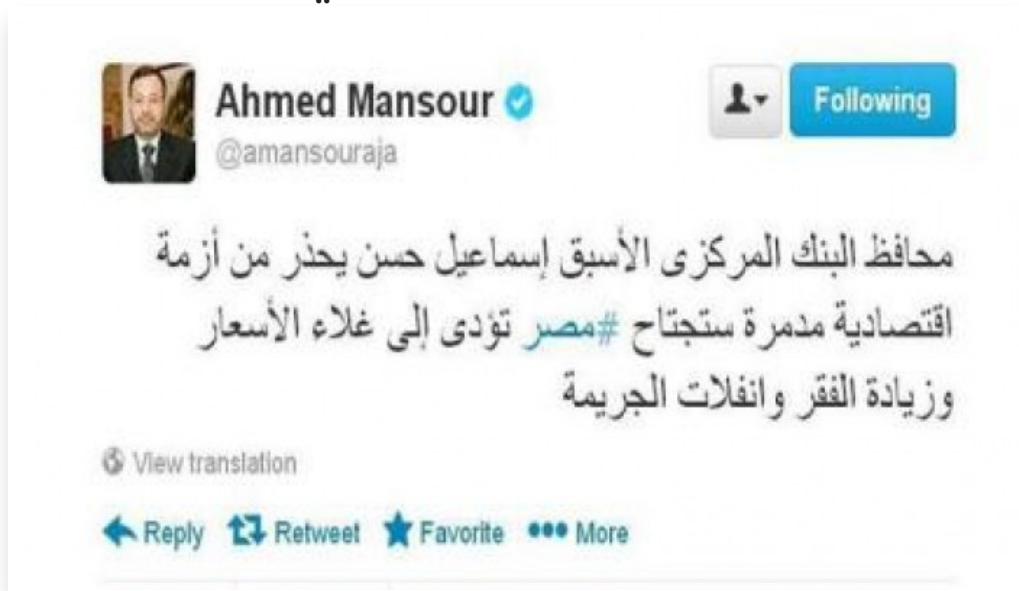 Ahmed Mansour
Following
@amansouraja
محافظ البنك المركزى الأسبق إسماعيل حسن يحذر من أزمة
اقتصادية مدمرة ستجتاح #مصر تؤدى إلى غلاء الأسعار
وزيادة الفقر وانفلات الجريمة
View translation
Reply Retweet Favorite More